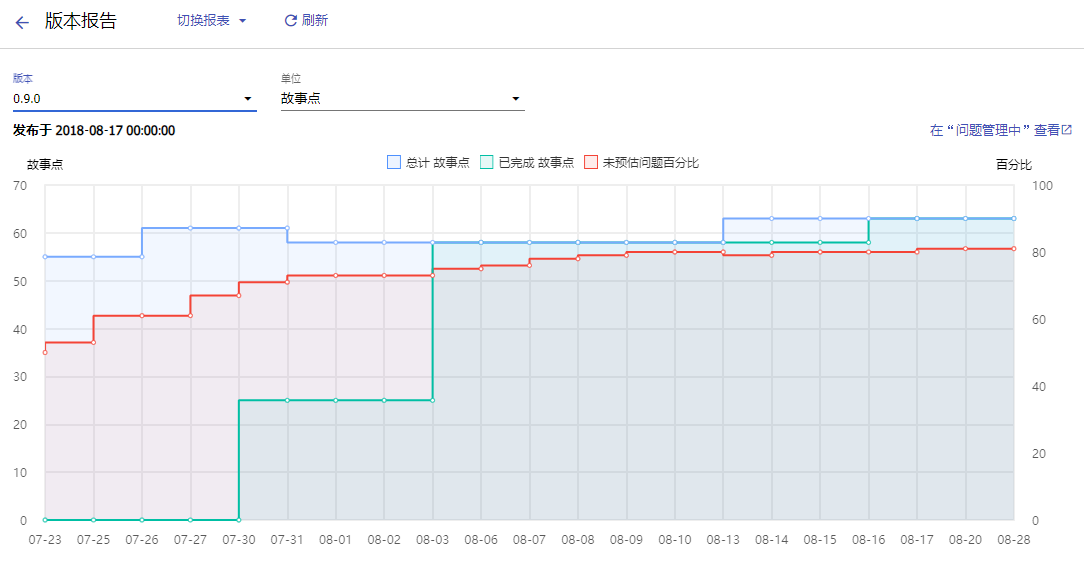 版本报告 切换报表 刷新
版本 单位
0.9.0 故事点
发布于 2018-08-17 00:00:00 在“问题管理中”查看
故事点 总计 故事点 已完成 故事点 未预估问题百分比 百分比
70 100
60
50 80
40 60
30 40
20
10 20
0 0
07-23 07-25 07-26 07-27 07-30 07-31 08-01 08-02 08-03 08-06 08-07 08-08 08-09 08-10 08-13 08-14 08-15 08-16 08-17 08-20 08-28